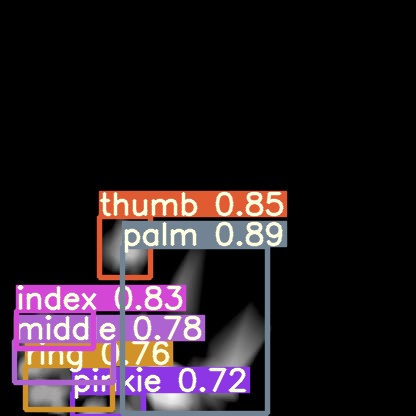 thumb 0.85
palm 0.89
index 0.83
middle 0.78
ring 0.76
pinkie 0.72